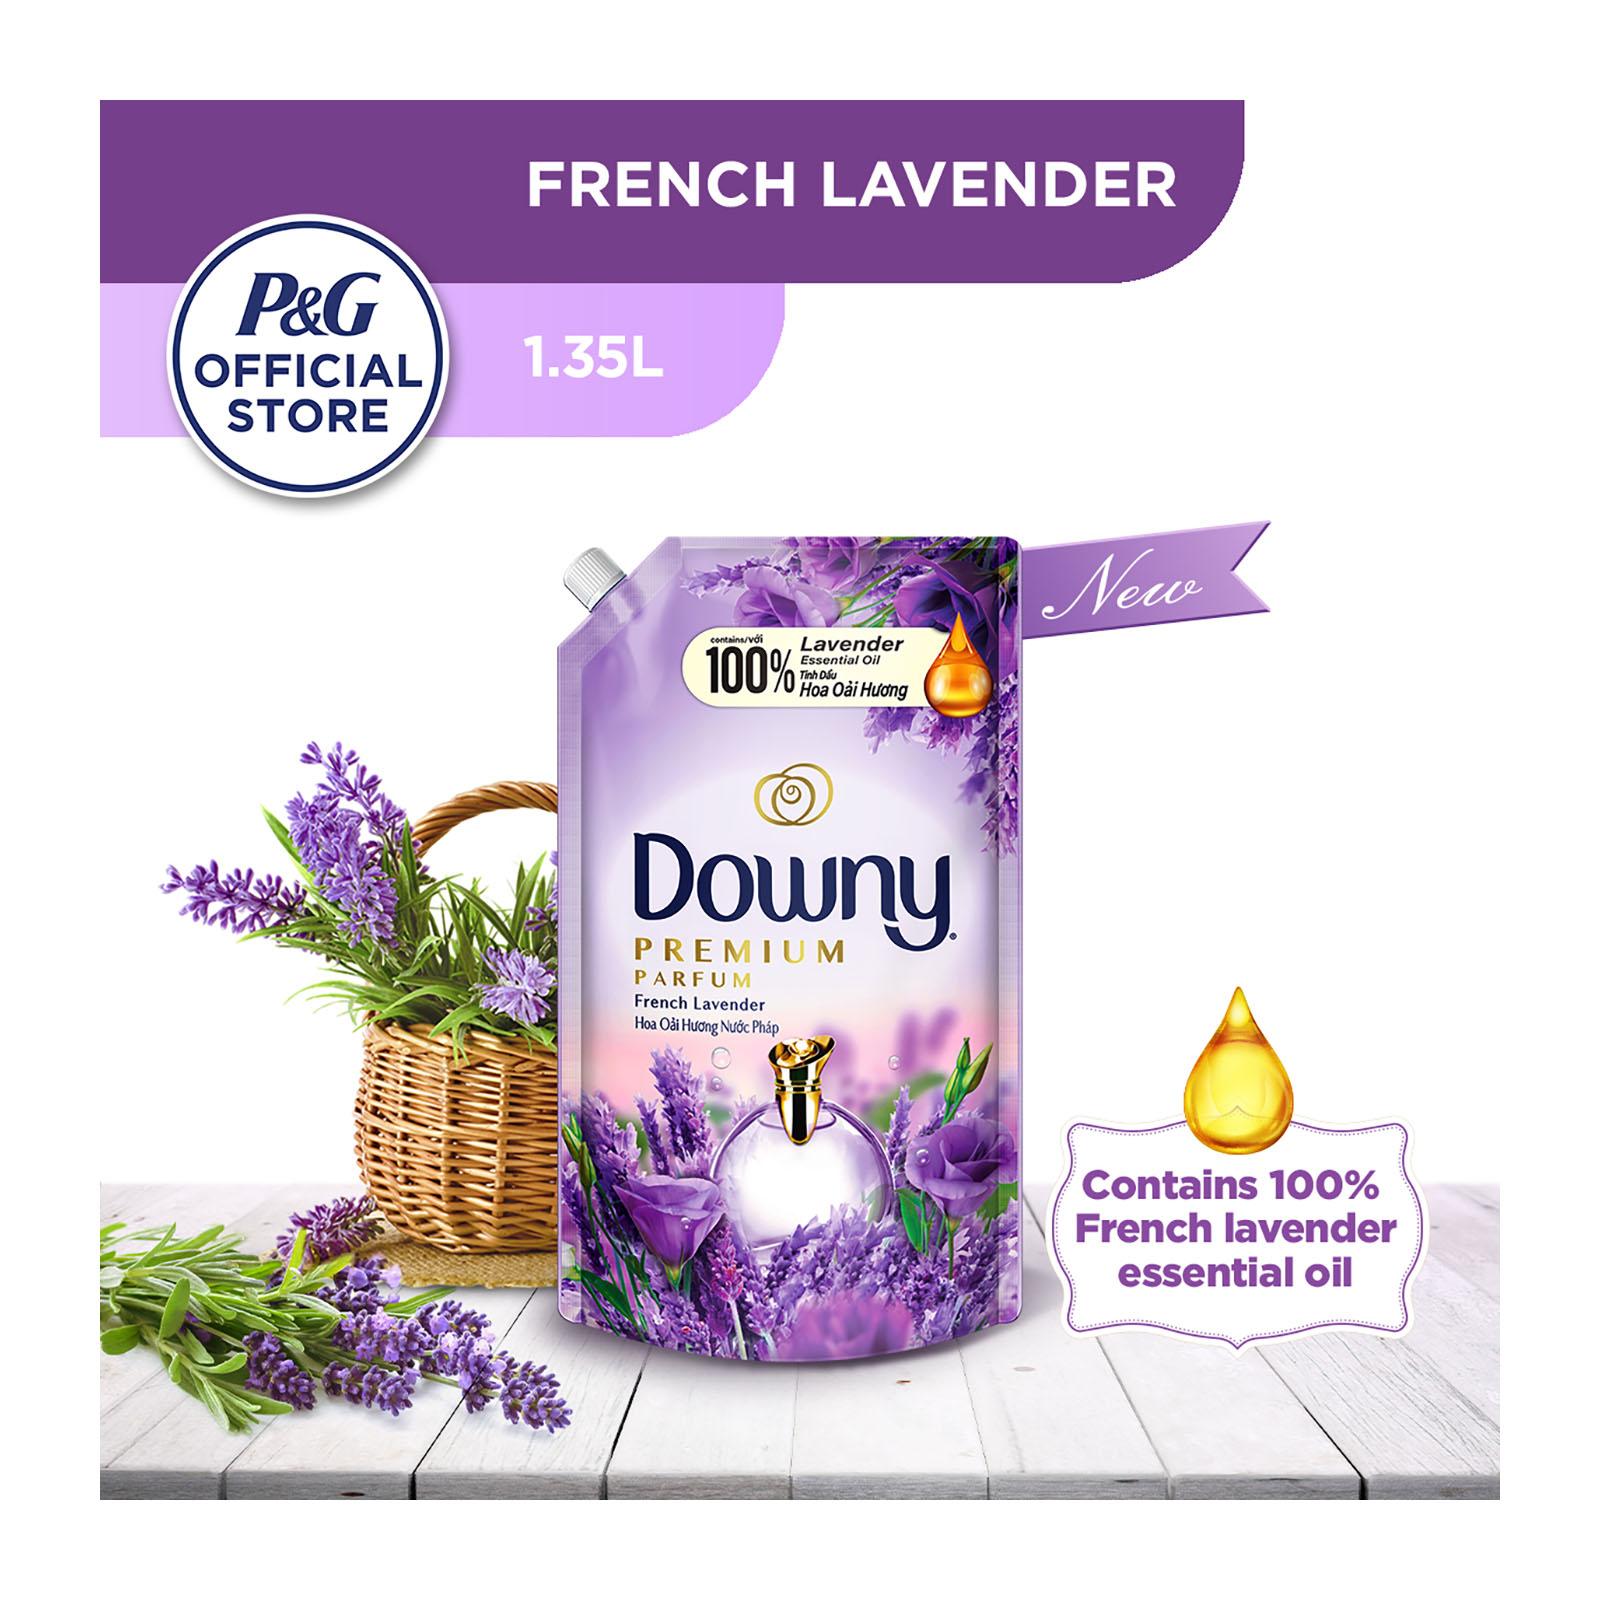 FRENCH LAVENDER
P&G
OFFICIAL
STORE
1.35L
New
contains/với
100%
Lavender
Essential Oil
Tinh Dầu
Hoa Oải Hương
Downy
PREMIUM
PARFUM
French Lavender
Hoa Oải Hương Nước Pháp
Contains 100%
French lavender
essential oil